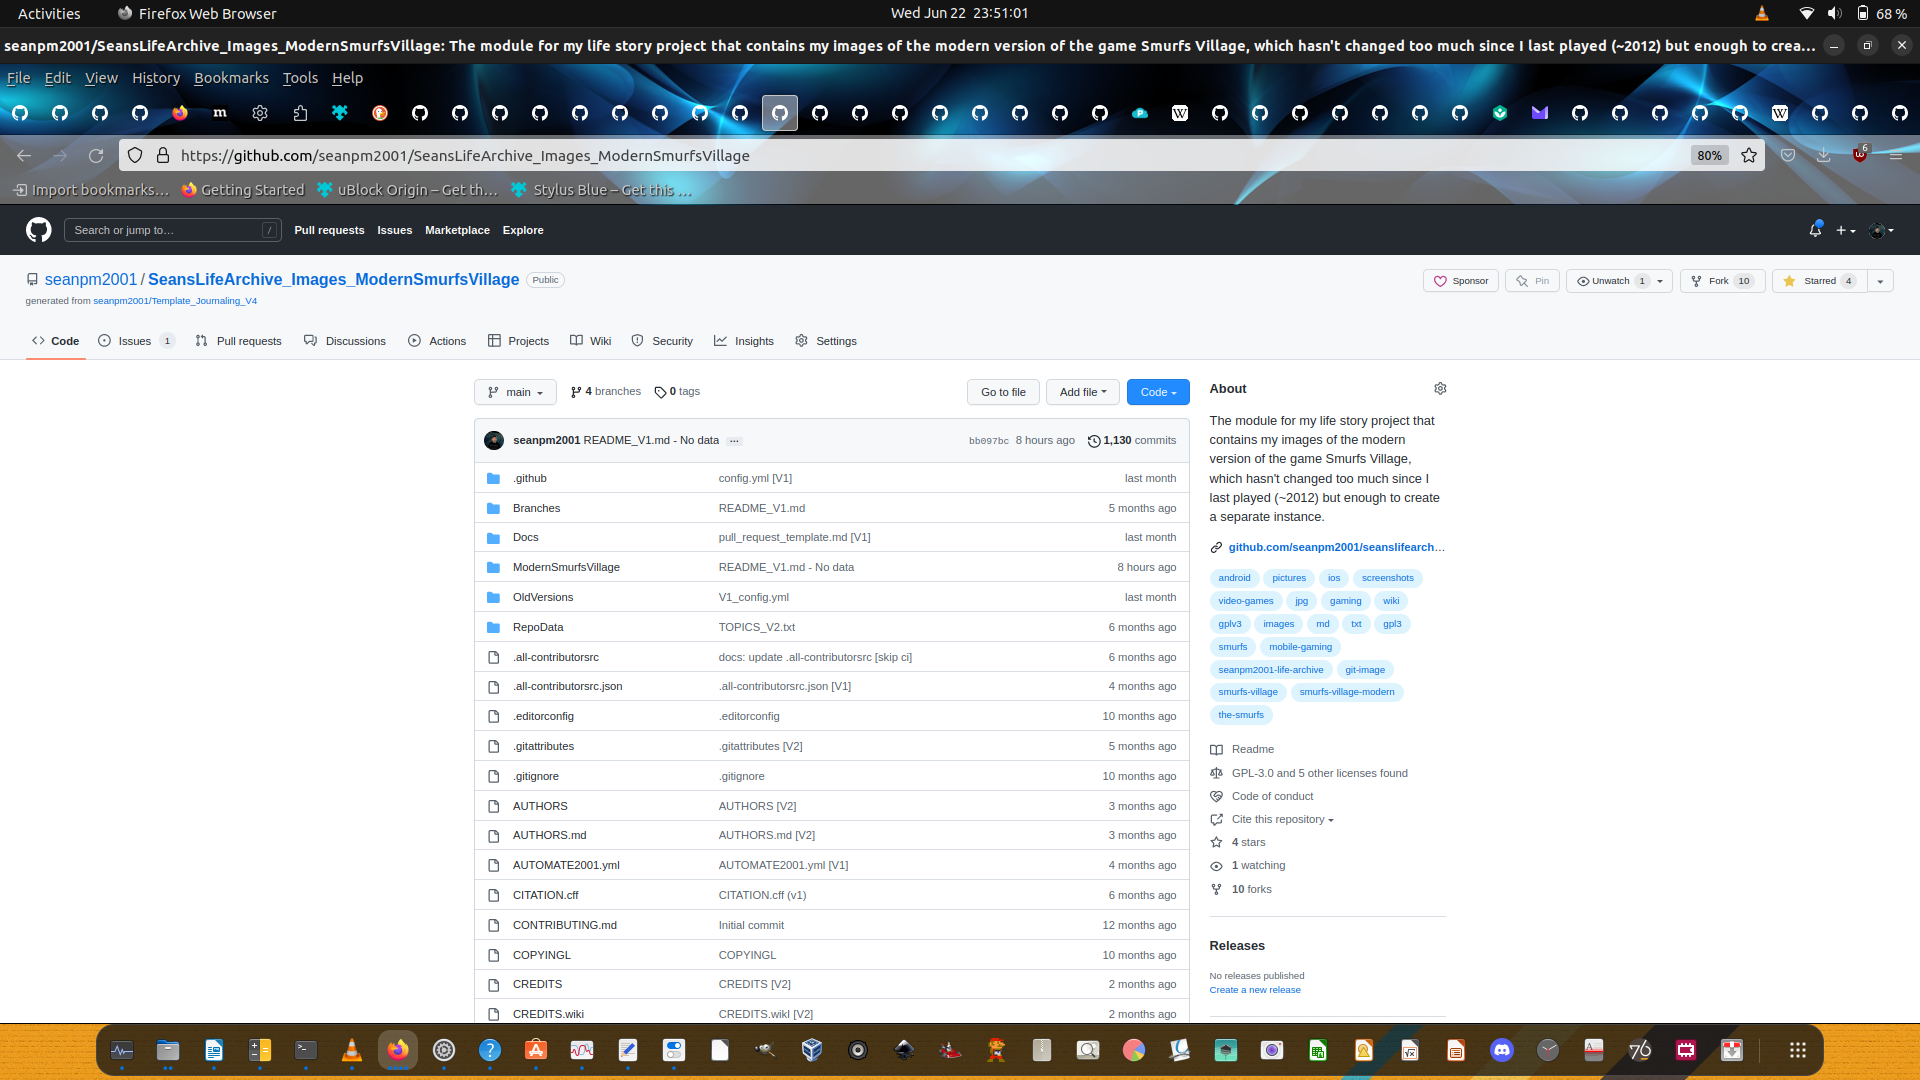 Activities
Firefox Web Browser
Wed Jun 22 23:51:01
68 %
seanpm2001/SeansLifeArchive_Images_ModernSmurfsVillage: The module for my life story project that contains my images of the modern version of the game Smurfs Village, which hasn't changed too much since I last played (~2012) but enough to crea…
File Edit View History Bookmarks Tools Help
https://github.com/seanpm2001/SeansLifeArchive_Images_ModernSmurfsVillage
80%
6
Import bookmarks…
Getting Started
uBlock Origin – Get th…
Stylus Blue – Get this …
Search or jump to…
/
Pull requests Issues Marketplace Explore
seanpm2001 / SeansLifeArchive_Images_ModernSmurfsVillage Public
Sponsor
Pin
Unwatch 1
Fork 10
Starred 4
generated from seanpm2001/Template_Journaling_V4
Code
Issues 1
Pull requests
Discussions
Actions
Projects
Wiki
Security
Insights
Settings
main
4 branches
0 tags
Go to file
Add file
Code
seanpm2001 README_V1.md - No data ...
bb097bc 8 hours ago
1,130 commits
.github config.yml [V1] last month
Branches README_V1.md 5 months ago
Docs pull_request_template.md [V1] last month
ModernSmurfsVillage README_V1.md - No data 8 hours ago
OldVersions V1_config.yml last month
RepoData TOPICS_V2.txt 6 months ago
.all-contributorsrc docs: update .all-contributorsrc [skip ci] 6 months ago
.all-contributorsrc.json .all-contributorsrc.json [V1] 4 months ago
.editorconfig .editorconfig 10 months ago
.gitattributes .gitattributes [V2] 5 months ago
.gitignore .gitignore 10 months ago
AUTHORS AUTHORS [V2] 3 months ago
AUTHORS.md AUTHORS.md [V2] 3 months ago
AUTOMATE2001.yml AUTOMATE2001.yml [V1] 4 months ago
CITATION.cff CITATION.cff (v1) 6 months ago
CONTRIBUTING.md Initial commit 12 months ago
COPYINGL COPYINGL 10 months ago
CREDITS CREDITS [V2] 2 months ago
CREDITS.wiki CREDITS.wikI [V2] 2 months ago
About
The module for my life story project that
contains my images of the modern
version of the game Smurfs Village,
which hasn't changed too much since I
last played (~2012) but enough to create
a separate instance.
github.com/seanpm2001/seanslifearch…
android pictures ios screenshots
video-games jpg gaming wiki
gplv3 images md txt gpl3
smurfs mobile-gaming
seanpm2001-life-archive git-image
smurfs-village smurfs-village-modern
the-smurfs
Readme
GPL-3.0 and 5 other licenses found
Code of conduct
Cite this repository
4 stars
1 watching
10 forks
Releases
No releases published
Create a new release